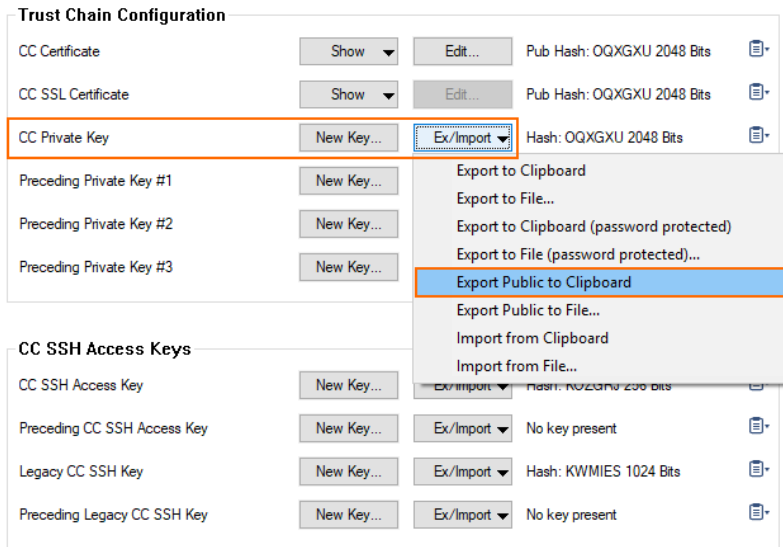 Trust Chain Configuration
CC Certificate Show Edit... Pub Hash: OQXGXU 2048 Bits
CC SSL Certificate Show Edit... Pub Hash: OQXGXU 2048 Bits
CC Private Key New Key... Ex/Import Hash: OQXGXU 2048 Bits
Preceding Private Key #1 New Key...
Preceding Private Key #2 New Key...
Preceding Private Key #3 New Key...
Export to Clipboard
Export to File...
Export to Clipboard (password protected)
Export to File (password protected)...
Export Public to Clipboard
Export Public to File...
Import from Clipboard
Import from File...
CC SSH Access Keys
CC SSH Access Key New Key... Ex/Import Hash: KOZGRJ 256 Bits
Preceding CC SSH Access Key New Key... Ex/Import No key present
Legacy CC SSH Key New Key... Ex/Import Hash: KWMIES 1024 Bits
Preceding Legacy CC SSH Key New Key... Ex/Import No key present